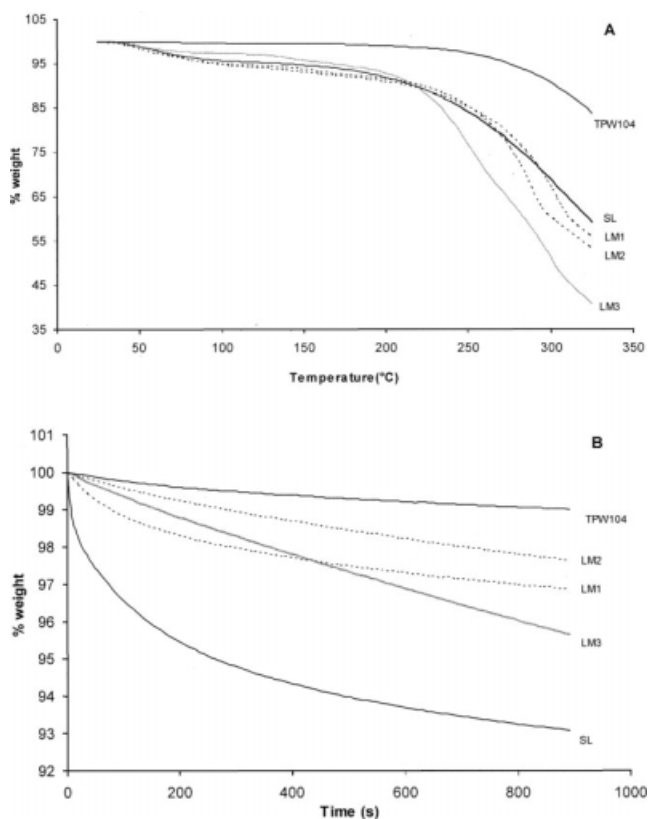 A
105
95
85
75
65
55
45
35
% weight
TPW104
SL
LM1
LM2
LM3
0 50 100 150 200 250 300 350
Temperature(°C)
B
101
100
99
98
97
96
95
94
93
92
% weight
TPW104
LM2
LM1
LM3
SL
0 200 400 600 800 1000
Time (s)